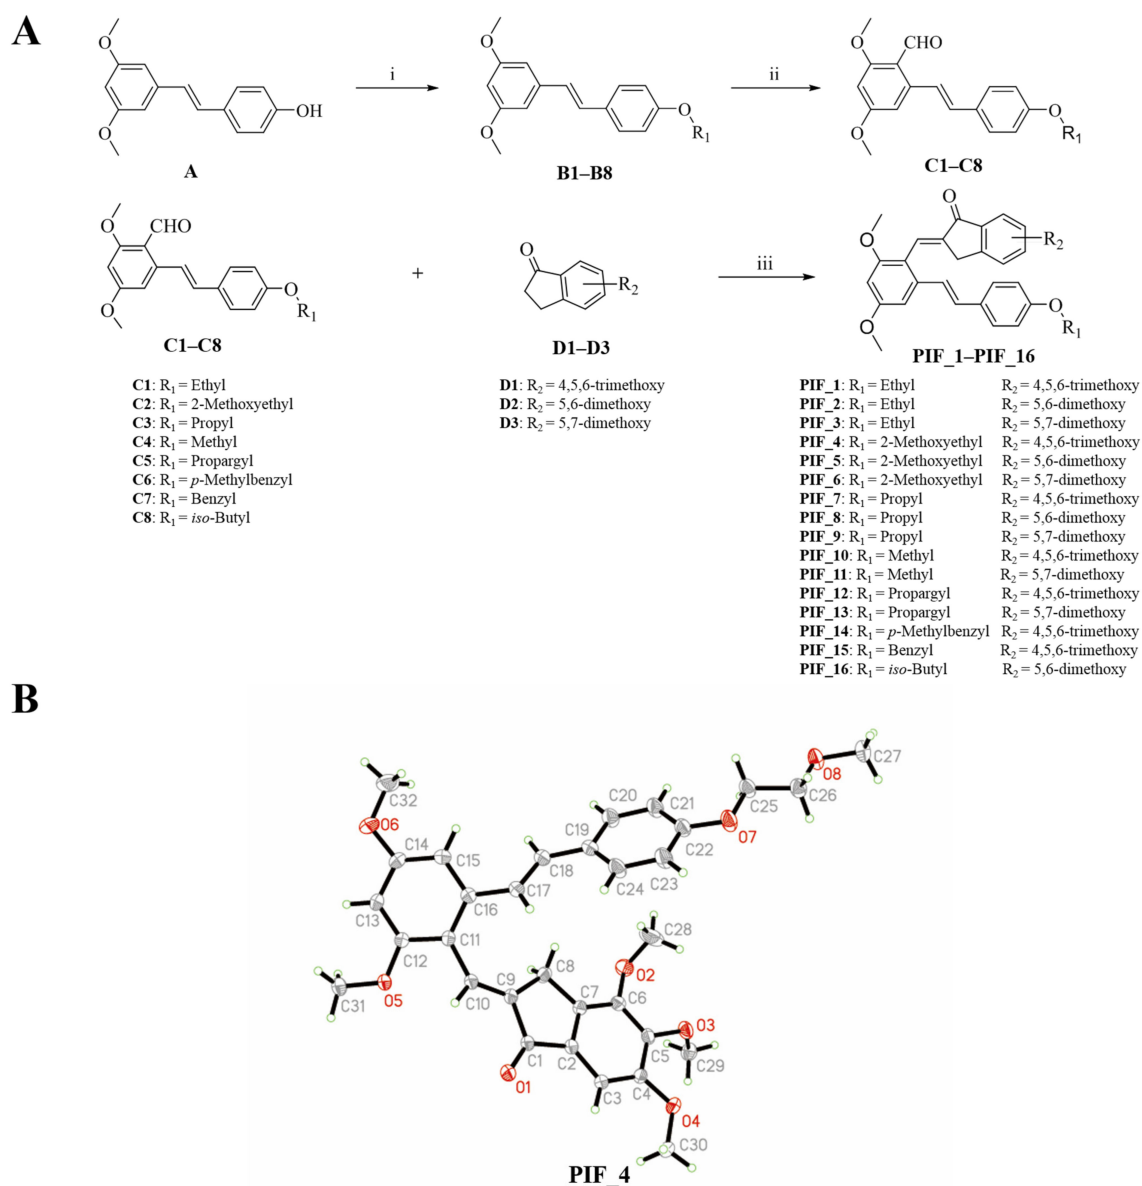 A
O
O
OH
i
O
O
O
R1
ii
O
CHO
O
O
R1
A
B1–B8
C1–C8
O
CHO
O
O
R1
+
O
R2
iii
O
R2
O
O
O
R1
C1–C8
D1–D3
PIF_1–PIF_16
C1: R1 = Ethyl
C2: R1 = 2-Methoxyethyl
C3: R1 = Propyl
C4: R1 = Methyl
C5: R1 = Propargyl
C6: R1 = p-Methylbenzyl
C7: R1 = Benzyl
C8: R1 = iso-Butyl
D1: R2 = 4,5,6-trimethoxy
D2: R2 = 5,6-dimethoxy
D3: R2 = 5,7-dimethoxy
PIF_1: R1 = Ethyl R2 = 4,5,6-trimethoxy
PIF_2: R1 = Ethyl R2 = 5,6-dimethoxy
PIF_3: R1 = Ethyl R2 = 5,7-dimethoxy
PIF_4: R1 = 2-Methoxyethyl R2 = 4,5,6-trimethoxy
PIF_5: R1 = 2-Methoxyethyl R2 = 5,6-dimethoxy
PIF_6: R1 = 2-Methoxyethyl R2 = 5,7-dimethoxy
PIF_7: R1 = Propyl R2 = 4,5,6-trimethoxy
PIF_8: R1 = Propyl R2 = 5,6-dimethoxy
PIF_9: R1 = Propyl R2 = 5,7-dimethoxy
PIF_10: R1 = Methyl R2 = 4,5,6-trimethoxy
PIF_11: R1 = Methyl R2 = 5,7-dimethoxy
PIF_12: R1 = Propargyl R2 = 4,5,6-trimethoxy
PIF_13: R1 = Propargyl R2 = 5,7-dimethoxy
PIF_14: R1 = p-Methylbenzyl R2 = 4,5,6-trimethoxy
PIF_15: R1 = Benzyl R2 = 4,5,6-trimethoxy
PIF_16: R1 = iso-Butyl R2 = 5,6-dimethoxy
B
C27
O8
C32
C26
C25
C20
C21
O6
O7
C19
C14
C22
C15
C18
C23
C24
C17
C16
C13
C28
C11
C12
C8
O2
C9
C7
C6
C10
O5
C31
O3
C5
C1
C2
C29
O1
C3
C4
O4
C30
PIF_4